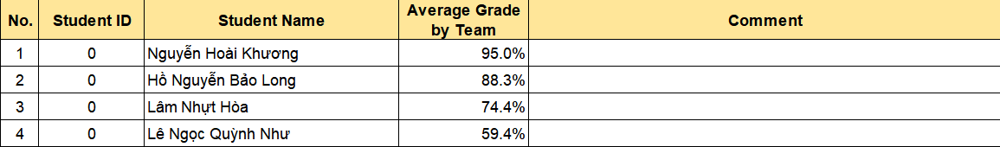 No. Student ID Student Name Average Grade by Team Comment
1 0 Nguyễn Hoài Khương 95.0%
2 0 Hồ Nguyễn Bảo Long 88.3%
3 0 Lâm Nhựt Hòa 74.4%
4 0 Lê Ngọc Quỳnh Như 59.4%